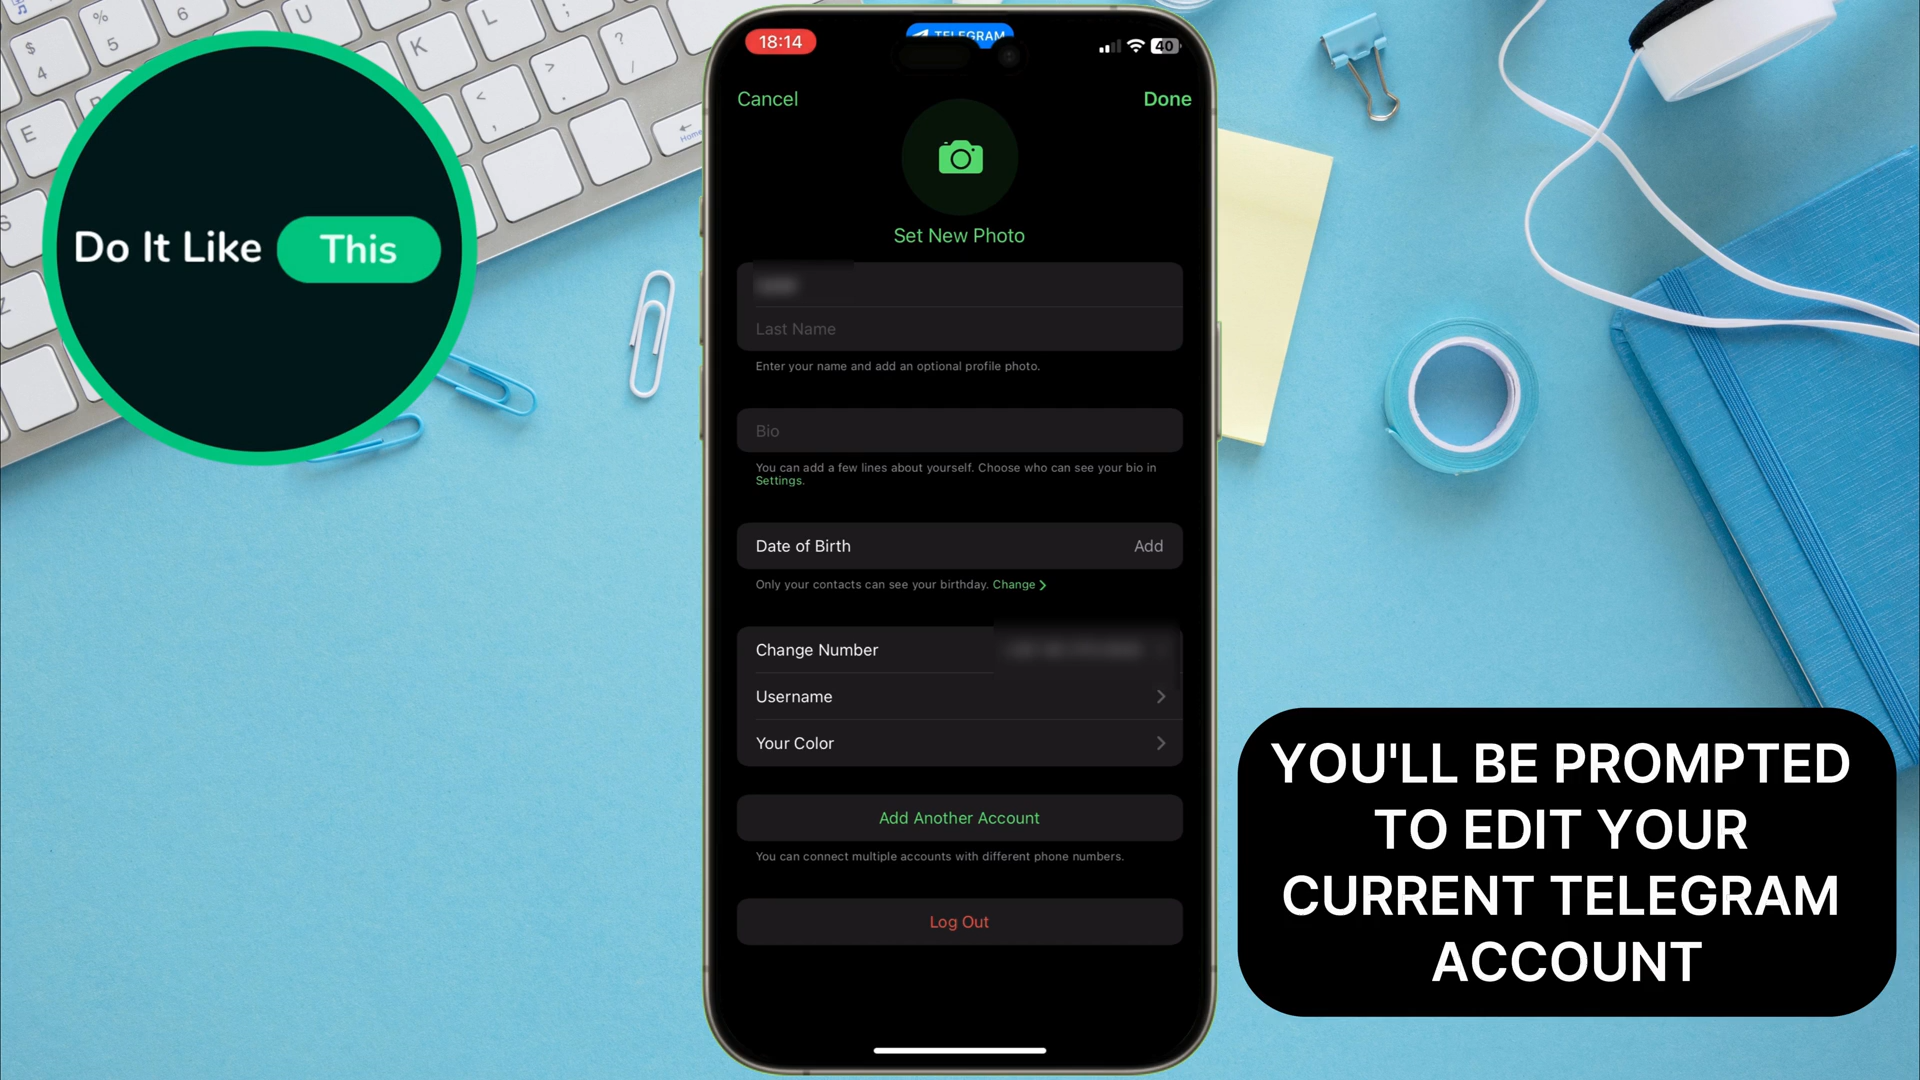 Do It Like This
18:14
TELEGRAM
40
Cancel
Done
Set New Photo
Last Name
Enter your name and add an optional profile photo.
Bio
You can add a few lines about yourself. Choose who can see your bio in
Settings.
Date of Birth
Add
Only your contacts can see your birthday. Change >
Change Number
Username
Your Color
Add Another Account
You can connect multiple accounts with different phone numbers.
Log Out
YOU'LL BE PROMPTED
TO EDIT YOUR
CURRENT TELEGRAM
ACCOUNT
$
4
%
5
6
U
K
L
;
?
/
>
.
<
,
E
Home
Z